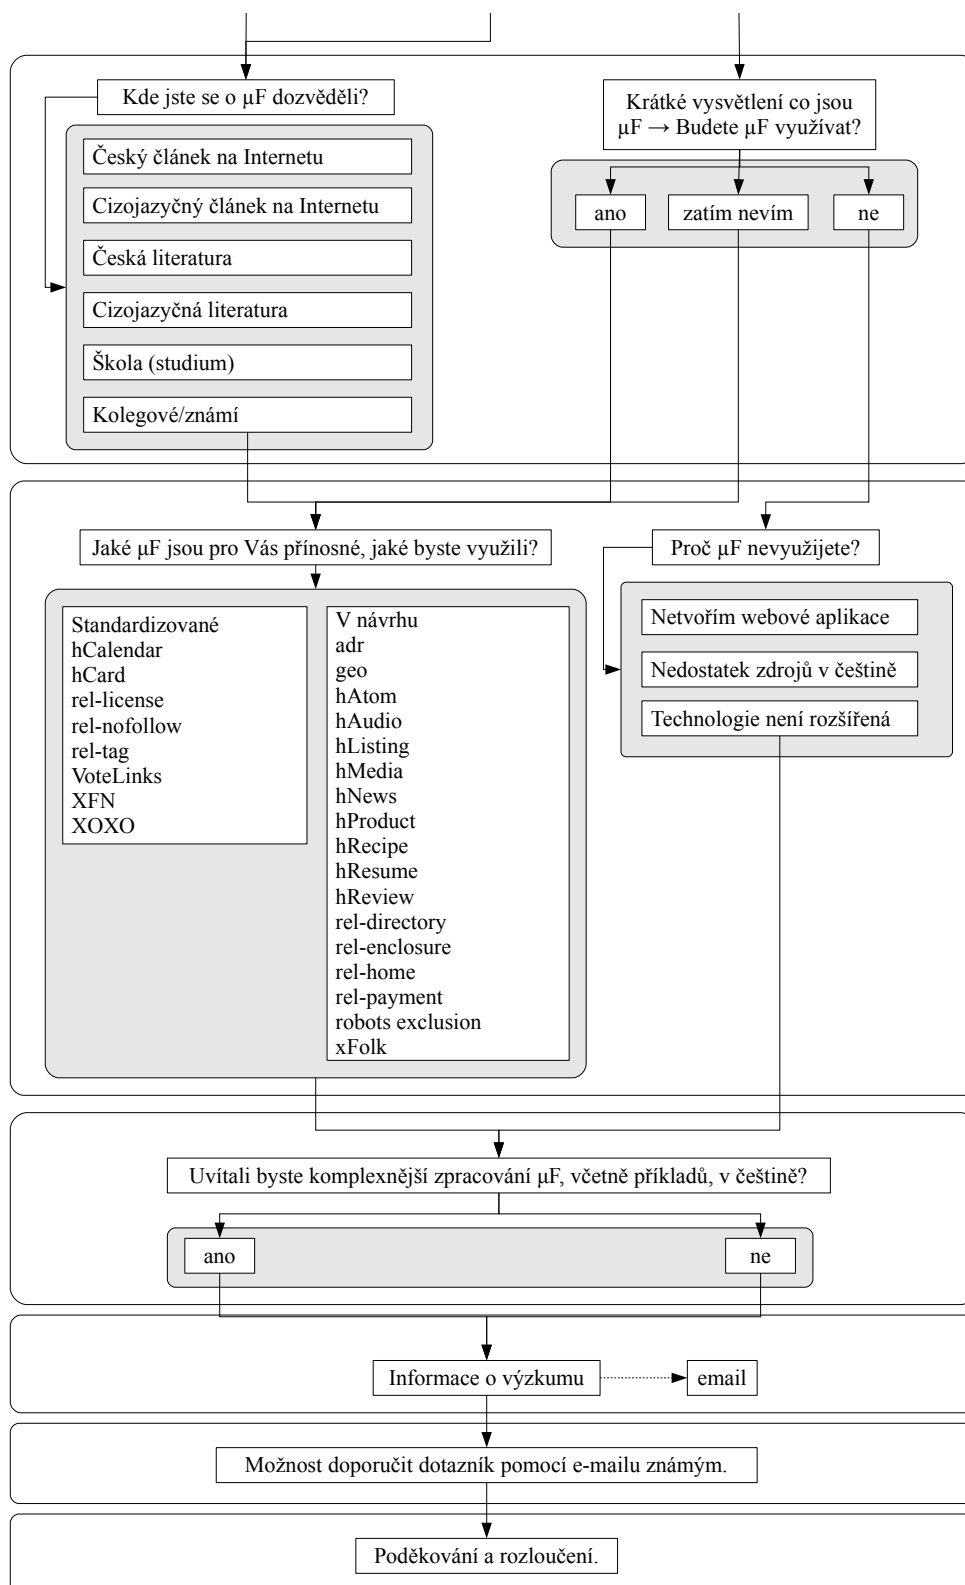 Kde jste se o µF dozvěděli?
Český článek na Internetu
Cizojazyčný článek na Internetu
Česká literatura
Cizojazyčná literatura
Škola (studium)
Kolegové/známí
Krátké vysvětlení co jsou
µF → Budete µF využívat?
ano
zatím nevím
ne
Jaké µF jsou pro Vás přínosné, jaké byste využili?
Standardizované
hCalendar
hCard
rel-license
rel-nofollow
rel-tag
VoteLinks
XFN
XOXO
V návrhu
adr
geo
hAtom
hAudio
hListing
hMedia
hNews
hProduct
hRecipe
hResume
hReview
rel-directory
rel-enclosure
rel-home
rel-payment
robots exclusion
xFolk
Proč µF nevyužijete?
Netvořím webové aplikace
Nedostatek zdrojů v češtině
Technologie není rozšířená
Uvítali byste komplexnější zpracování µF, včetně příkladů, v češtině?
ano
ne
Informace o výzkumu
email
Možnost doporučit dotazník pomocí e-mailu známým.
Poděkování a rozloučení.